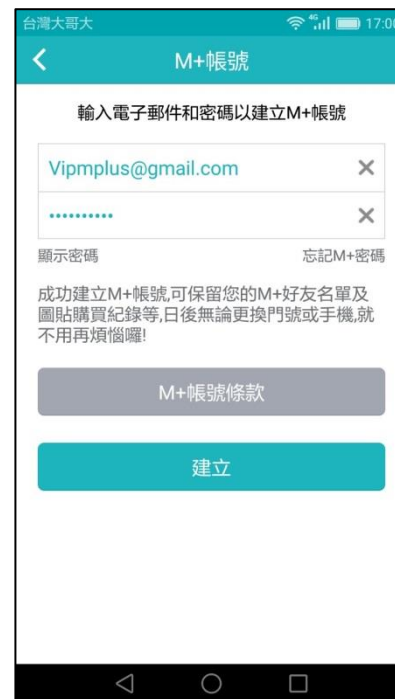 台灣大哥大 4G 17:00
M+帳號
輸入電子郵件和密碼以建立M+帳號
Vipmplus@gmail.com
••••••••••
顯示密碼 忘記M+密碼
成功建立M+帳號,可保留您的M+好友名單及
圖貼購買紀錄等,日後無論更換門號或手機,就
不用再煩惱囉!
M+帳號條款
建立